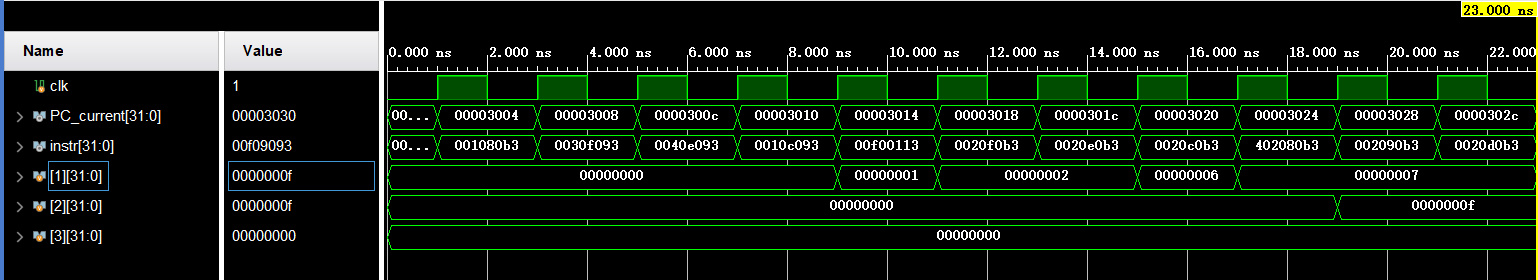 23.000 ns
Name Value 0.000 ns 2.000 ns 4.000 ns 6.000 ns 8.000 ns 10.000 ns 12.000 ns 14.000 ns 16.000 ns 18.000 ns 20.000 ns 22.000
clk 1
PC_current[31:0] 00003030 00... 00003004 00003008 0000300c 00003010 00003014 00003018 0000301c 00003020 00003024 00003028 0000302c
instr[31:0] 00f09093 00... 001080b3 0030f093 0040e093 0010c093 00f00113 0020f0b3 0020e0b3 0020c0b3 402080b3 002090b3 0020d0b3
[1][31:0] 0000000f 00000000 00000001 00000002 00000006 00000007
[2][31:0] 0000000f 00000000 0000000f
[3][31:0] 00000000 00000000